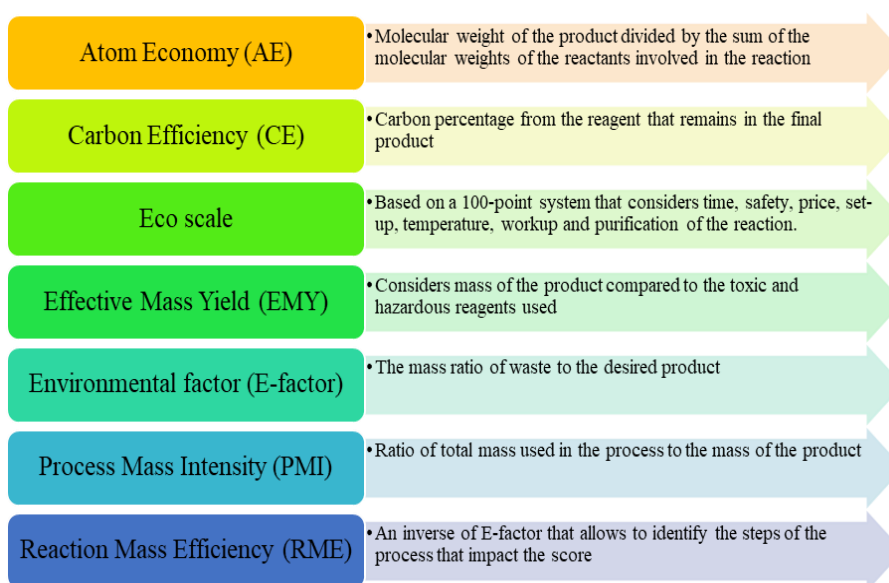 Atom Economy (AE)
•Molecular weight of the product divided by the sum of the
molecular weights of the reactants involved in the reaction
Carbon Efficiency (CE)
•Carbon percentage from the reagent that remains in the final
product
Eco scale
•Based on a 100-point system that considers time, safety, price, set-
up, temperature, workup and purification of the reaction.
Effective Mass Yield (EMY)
•Considers mass of the product compared to the toxic and
hazardous reagents used
Environmental factor (E-factor)
•The mass ratio of waste to the desired product
Process Mass Intensity (PMI)
•Ratio of total mass used in the process to the mass of the product
Reaction Mass Efficiency (RME)
•An inverse of E-factor that allows to identify the steps of the
process that impact the score